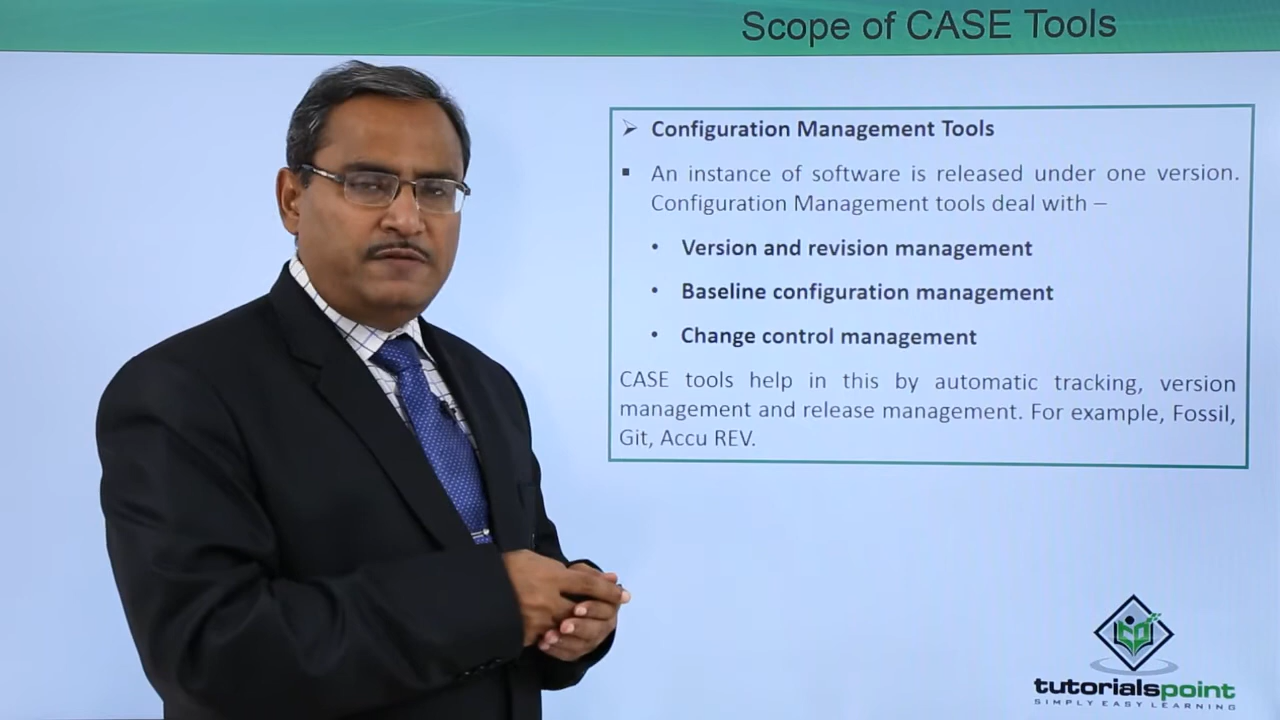 Scope of CASE Tools
➢ Configuration Management Tools
▪ An instance of software is released under one version.
Configuration Management tools deal with –
• Version and revision management
• Baseline configuration management
• Change control management
CASE tools help in this by automatic tracking, version
management and release management. For example, Fossil,
Git, Accu REV.
tutorialspoint
SIMPLY EASY LEARNING